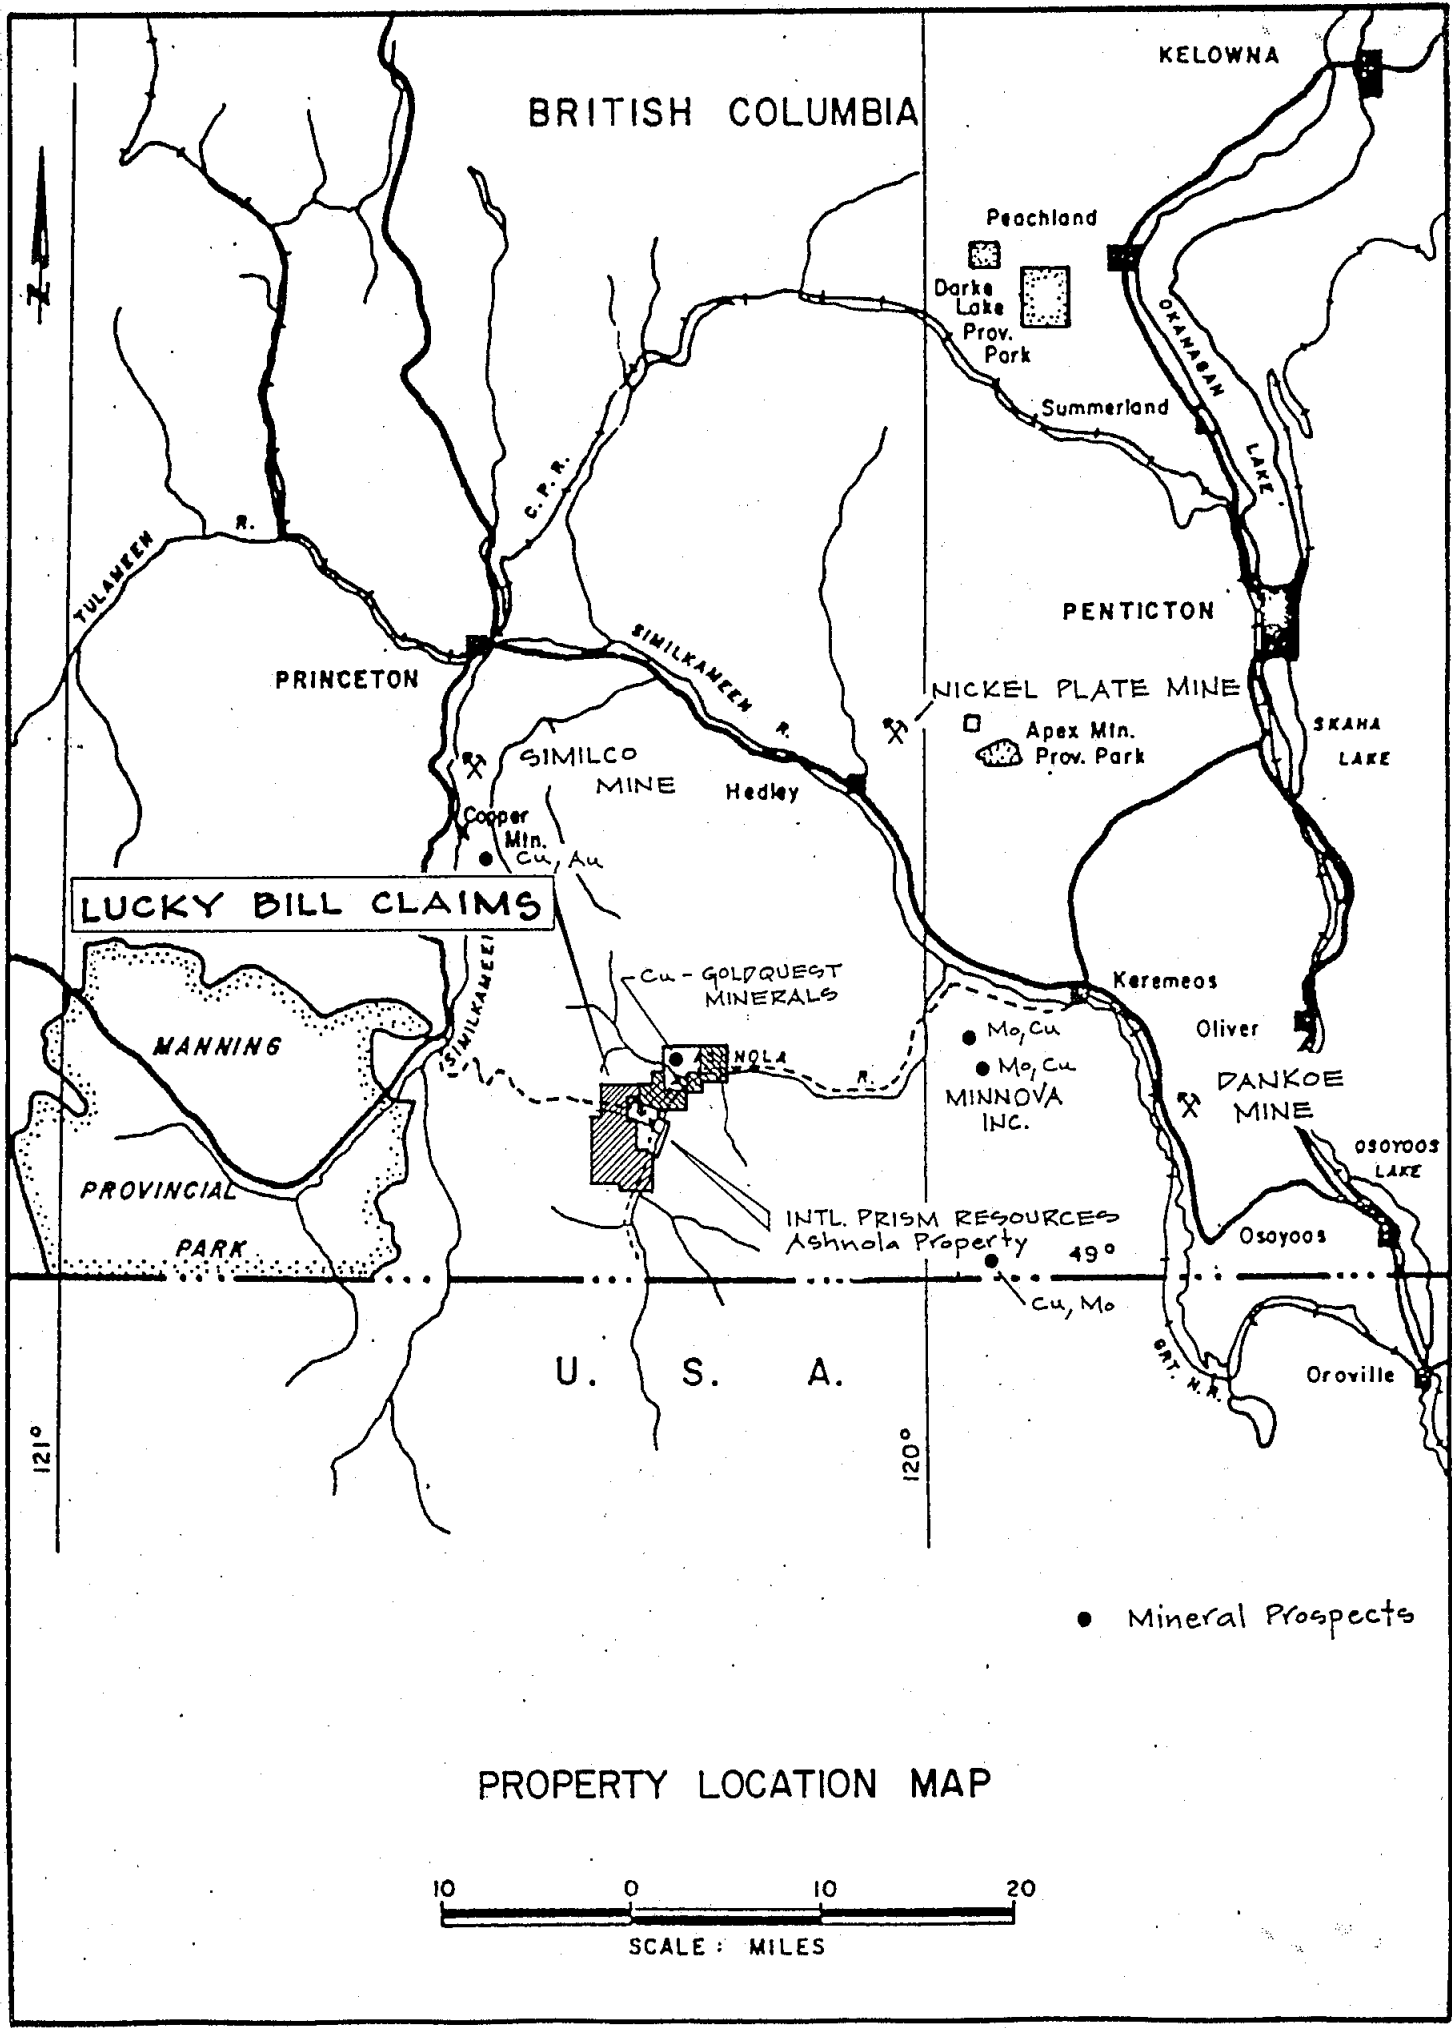 KELOWNA
BRITISH COLUMBIA
N
Peachland
Darke
Lake
Prov.
Park
OKANAGAN
LAKE
Summerland
C.P.R.
TULAMEEN
R.
PENTICTON
PRINCETON
SIMILKAMEEN
R.
NICKEL PLATE MINE
Apex Mtn.
Prov. Park
SKAHA
LAKE
SIMILCO
MINE
Hedley
Copper
Mtn.
Cu, Au
LUCKY BILL CLAIMS
SIMILKAMEEN
Cu - GOLDQUEST
MINERALS
Keremeos
Oliver
MANNING
NOLA
R.
Mo, Cu
Mo, Cu
MINNOVA
INC.
DANKOE
MINE
OSOYOOS
LAKE
PROVINCIAL
PARK
INTL. PRISM RESOURCES
Ashnola Property
49°
Osoyoos
Cu, Mo
U. S. A.
GRT. N.R.
Oroville
121°
120°
Mineral Prospects
PROPERTY LOCATION MAP
10 0 10 20
SCALE: MILES